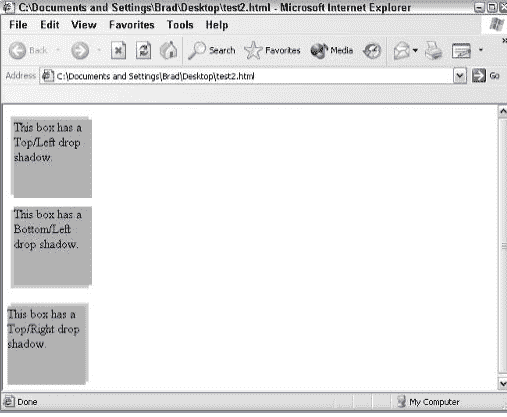 C:\Documents and Settings\Brad\Desktop\test2.html - Microsoft Internet Explorer
File Edit View Favorites Tools Help
Back Search Favorites Media
Address C:\Documents and Settings\Brad\Desktop\test2.html Go
This box has a
Top/Left drop
shadow.
This box has a
Bottom/Left
drop shadow.
This box has a
Top/Right drop
shadow.
Done My Computer